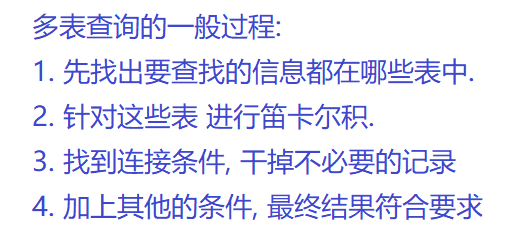 多表查询的一般过程:
1. 先找出要查找的信息都在哪些表中.
2. 针对这些表 进行笛卡尔积.
3. 找到连接条件, 干掉不必要的记录
4. 加上其他的条件, 最终结果符合要求